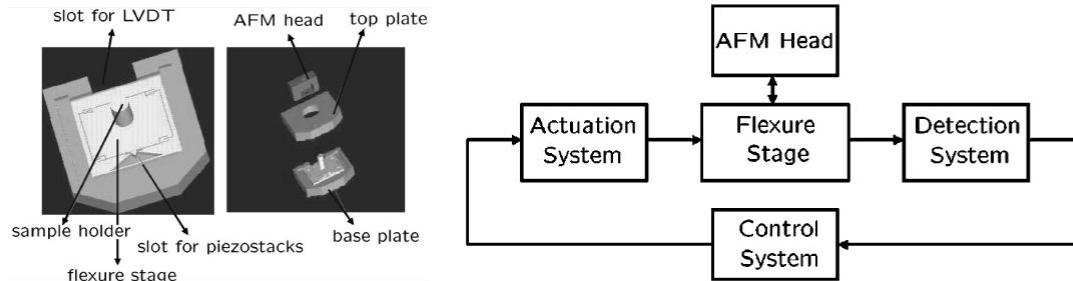 slot for LVDT
AFM head
top plate
sample holder
slot for piezostacks
flexure stage
base plate
AFM Head
Actuation
System
Flexure
Stage
Detection
System
Control
System